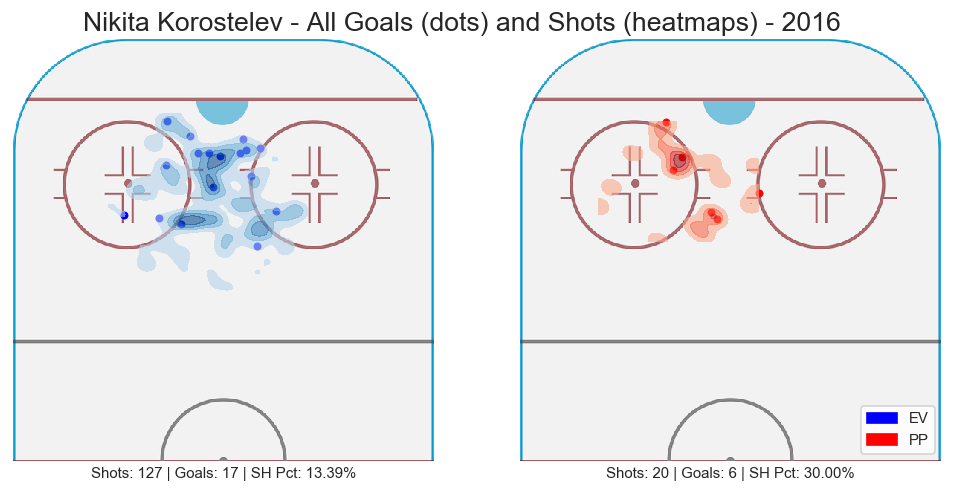 Nikita Korostelev - All Goals (dots) and Shots (heatmaps) - 2016
EV
PP
Shots: 127 | Goals: 17 | SH Pct: 13.39%
Shots: 20 | Goals: 6 | SH Pct: 30.00%